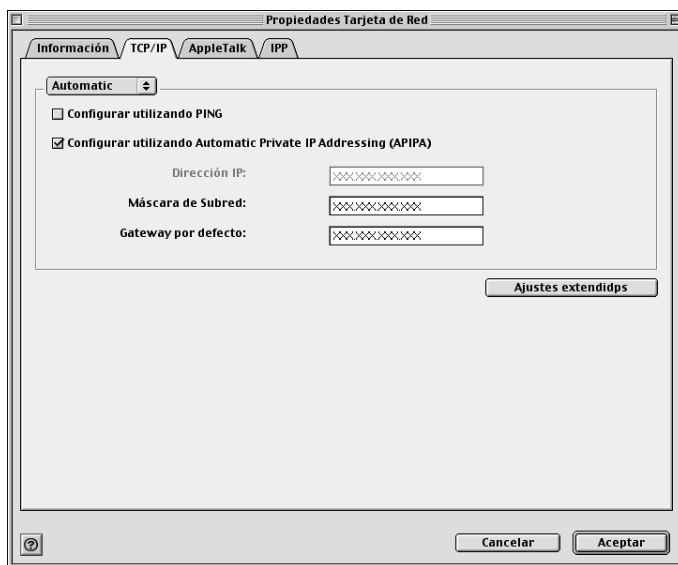 Propiedades Tarjeta de Red
Información TCP/IP AppleTalk IPP
Automatic
Configurar utilizando PING
Configurar utilizando Automatic Private IP Addressing (APIPA)
Dirección IP: xxx.xxx.xxx.xxx
Máscara de Subred: xxx.xxx.xxx.xxx
Gateway por defecto: xxx.xxx.xxx.xxx
Ajustes extendidps
? Cancelar Aceptar